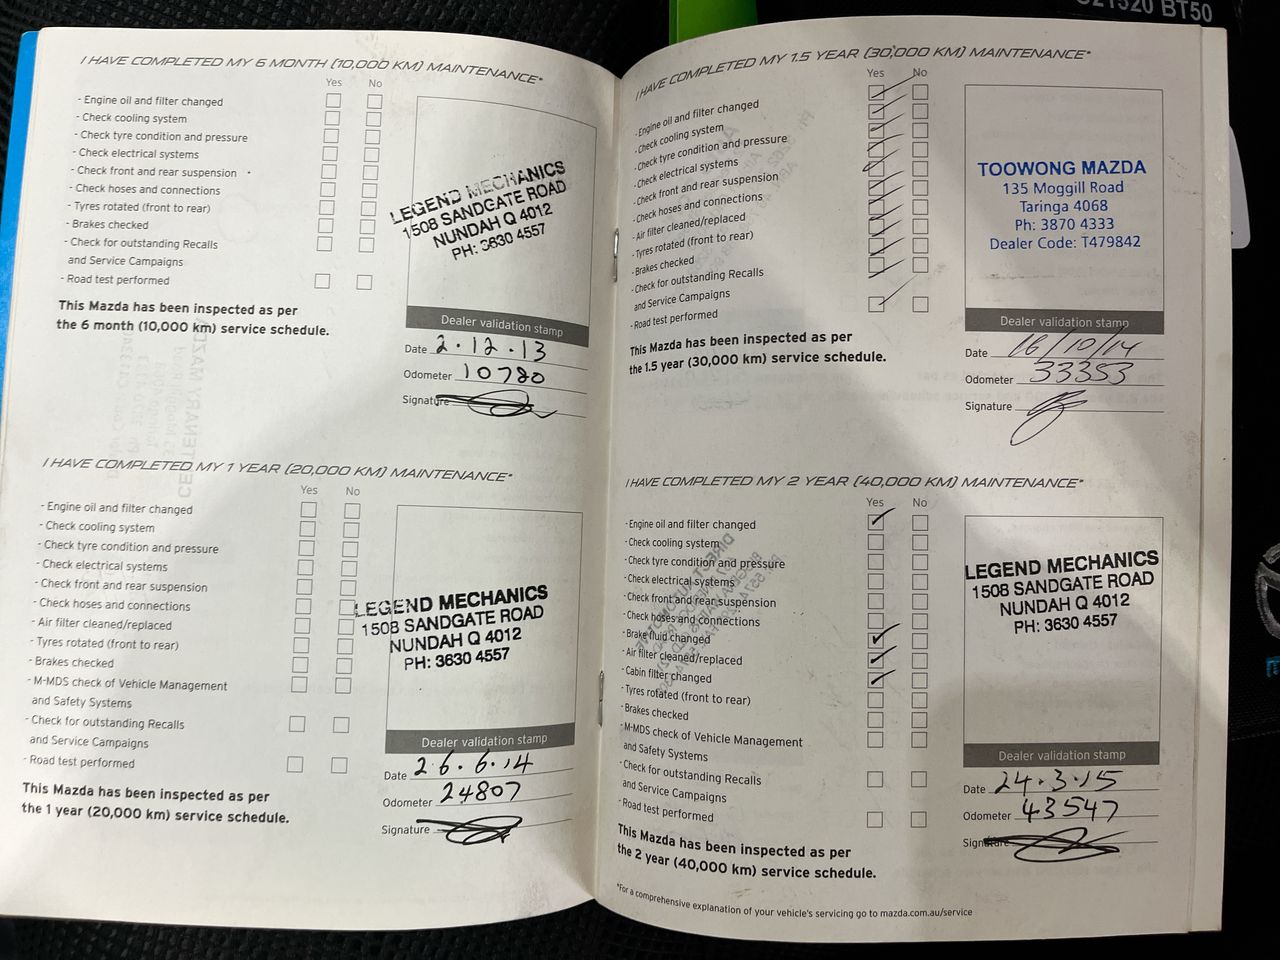 C21520 BT50
I HAVE COMPLETED MY 6 MONTH (10,000 KM) MAINTENANCE*
Yes No
- Engine oil and filter changed
- Check cooling system
- Check tyre condition and pressure
- Check electrical systems
- Check front and rear suspension
- Check hoses and connections
- Tyres rotated (front to rear)
- Brakes checked
- Check for outstanding Recalls
and Service Campaigns
- Road test performed
This Mazda has been inspected as per
the 6 month (10,000 km) service schedule.
LEGEND MECHANICS
1508 SANDGATE ROAD
NUNDAH Q 4012
PH: 3630 4557
Dealer validation stamp
Date 2.12.13
Odometer 10780
Signature
I HAVE COMPLETED MY 1 YEAR (20,000 KM) MAINTENANCE*
Yes No
- Engine oil and filter changed
- Check cooling system
- Check tyre condition and pressure
- Check electrical systems
- Check front and rear suspension
- Check hoses and connections
- Air filter cleaned/replaced
- Tyres rotated (front to rear)
- Brakes checked
- M-MDS check of Vehicle Management
and Safety Systems
- Check for outstanding Recalls
and Service Campaigns
- Road test performed
This Mazda has been inspected as per
the 1 year (20,000 km) service schedule.
LEGEND MECHANICS
1508 SANDGATE ROAD
NUNDAH Q 4012
PH: 3630 4557
Dealer validation stamp
Date 26.6.14
Odometer 24807
Signature
I HAVE COMPLETED MY 1.5 YEAR (30,000 KM) MAINTENANCE*
Yes No
- Engine oil and filter changed
- Check cooling system
- Check tyre condition and pressure
- Check electrical systems
- Check front and rear suspension
- Check hoses and connections
- Air filter cleaned/replaced
- Tyres rotated (front to rear)
- Brakes checked
- Check for outstanding Recalls
and Service Campaigns
- Road test performed
This Mazda has been inspected as per
the 1.5 year (30,000 km) service schedule.
TOOWONG MAZDA
135 Moggill Road
Taringa 4068
Ph: 3870 4333
Dealer Code: T479842
Dealer validation stamp
Date 16/10/14
Odometer 33353
Signature
I HAVE COMPLETED MY 2 YEAR (40,000 KM) MAINTENANCE*
Yes No
- Engine oil and filter changed
- Check cooling system
- Check tyre condition and pressure
- Check electrical systems
- Check front and rear suspension
- Check hoses and connections
- Brake fluid changed
- Air filter cleaned/replaced
- Cabin filter changed
- Tyres rotated (front to rear)
- Brakes checked
- M-MDS check of Vehicle Management
and Safety Systems
- Check for outstanding Recalls
and Service Campaigns
- Road test performed
This Mazda has been inspected as per
the 2 year (40,000 km) service schedule.
LEGEND MECHANICS
1508 SANDGATE ROAD
NUNDAH Q 4012
PH: 3630 4557
Dealer validation stamp
Date 24.3.15
Odometer 43547
Signature
*For a comprehensive explanation of your vehicle's servicing go to mazda.com.au/service